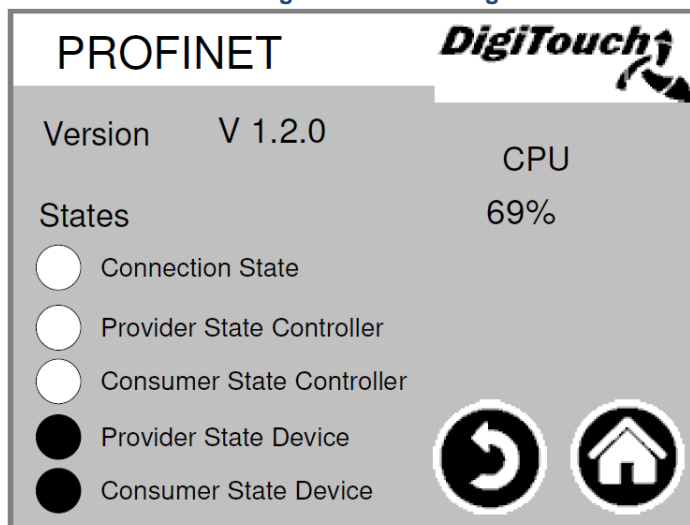 PROFINET
DigiTouch
Version V 1.2.0
CPU
States
69%
Connection State
Provider State Controller
Consumer State Controller
Provider State Device
Consumer State Device